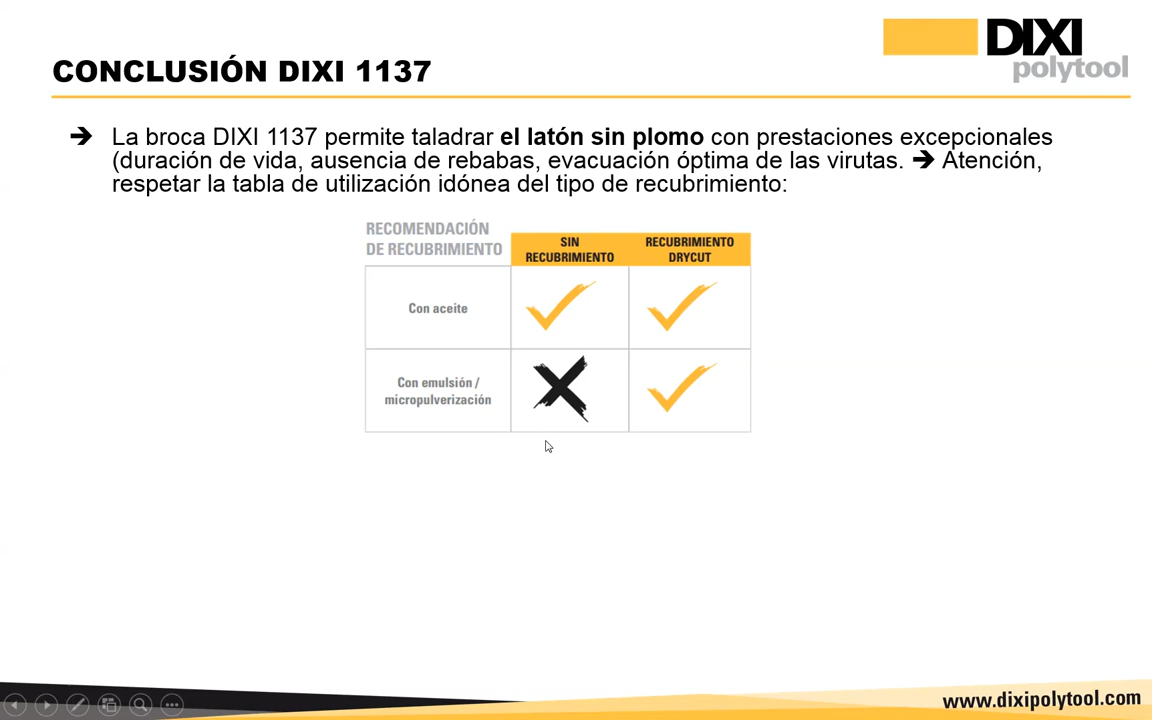 DIXI
polytool
CONCLUSIÓN DIXI 1137
➔ La broca DIXI 1137 permite taladrar el latón sin plomo con prestaciones excepcionales
(duración de vida, ausencia de rebabas, evacuación óptima de las virutas. ➔ Atención,
respetar la tabla de utilización idónea del tipo de recubrimiento:
RECOMENDACIÓN
DE RECUBRIMIENTO
SIN
RECUBRIMIENTO
RECUBRIMIENTO
DRYCUT
Con aceite
Con emulsión /
micropulverización
www.dixipolytool.com